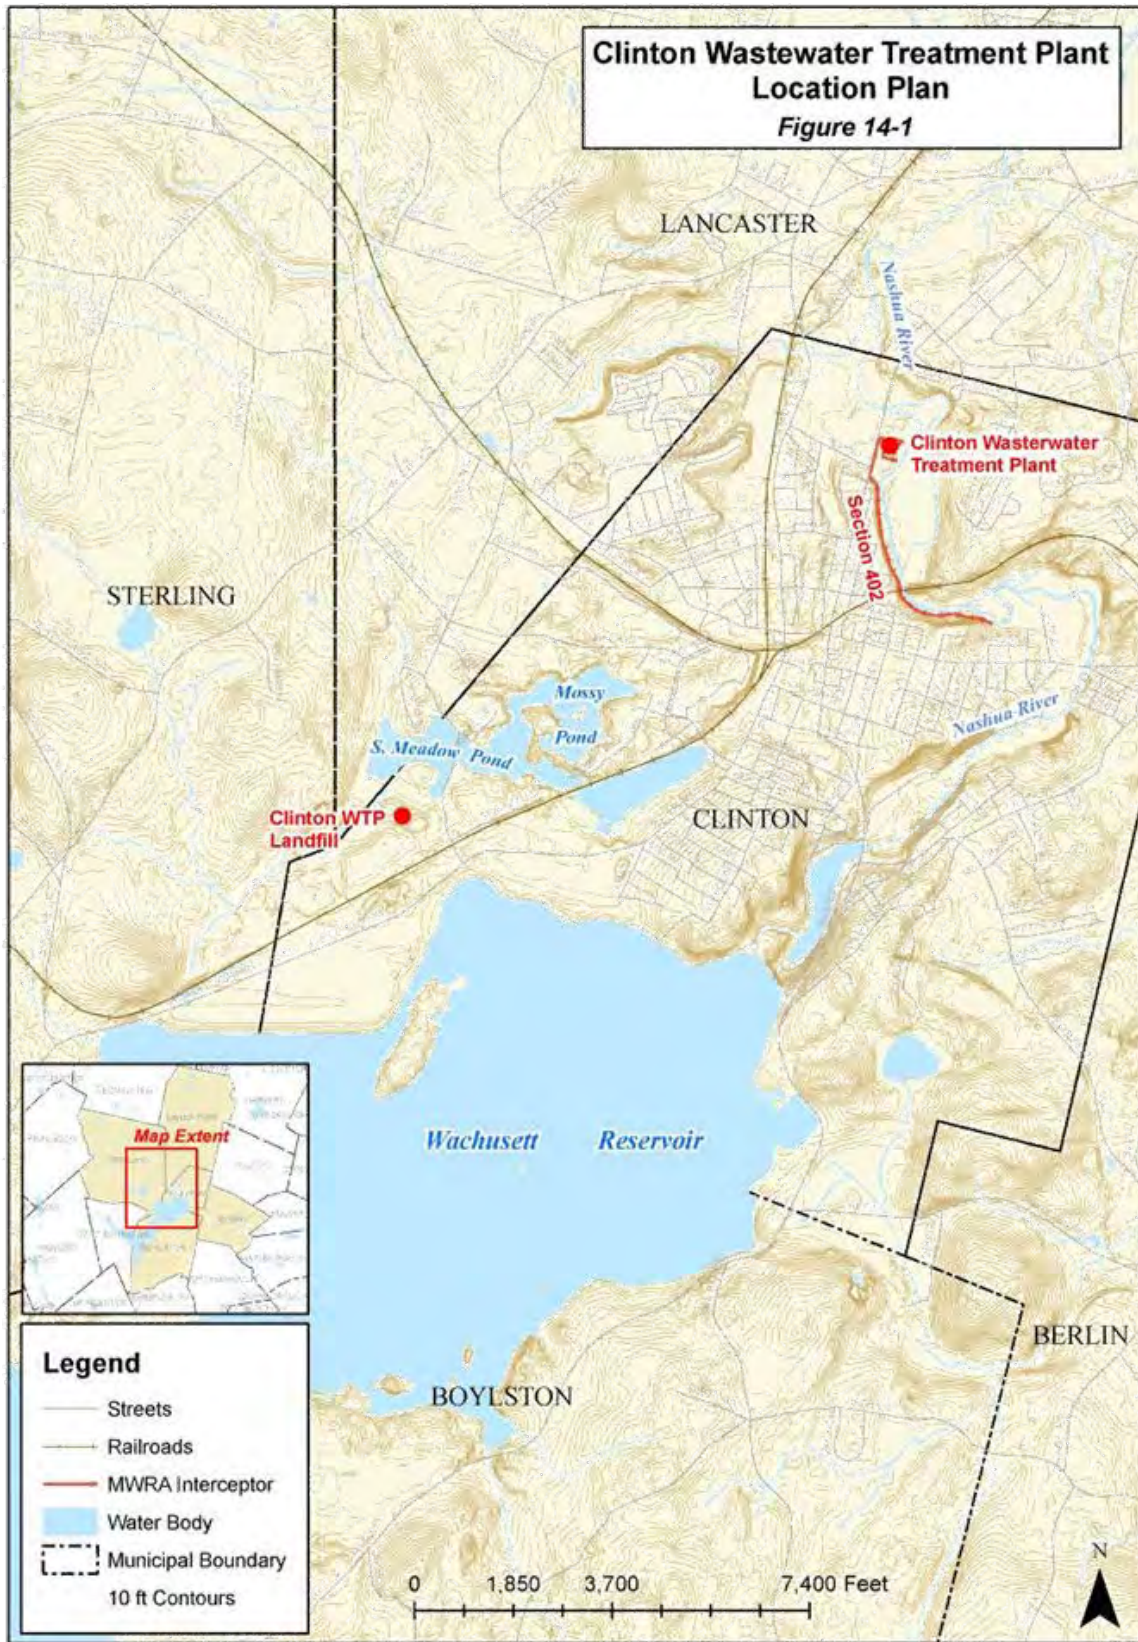 Clinton Wastewater Treatment Plant
Location Plan
Figure 14-1
LANCASTER
Nashua River
Clinton Wasterwater
Treatment Plant
Section 402
STERLING
Mossy
Pond
S. Meadow Pond
Nashua River
Clinton WTP
Landfill
CLINTON
Wachusett Reservoir
Map Extent
BERLIN
BOYLSTON
Legend
Streets
Railroads
MWRA Interceptor
Water Body
Municipal Boundary
10 ft Contours
0 1,850 3,700 7,400 Feet
N